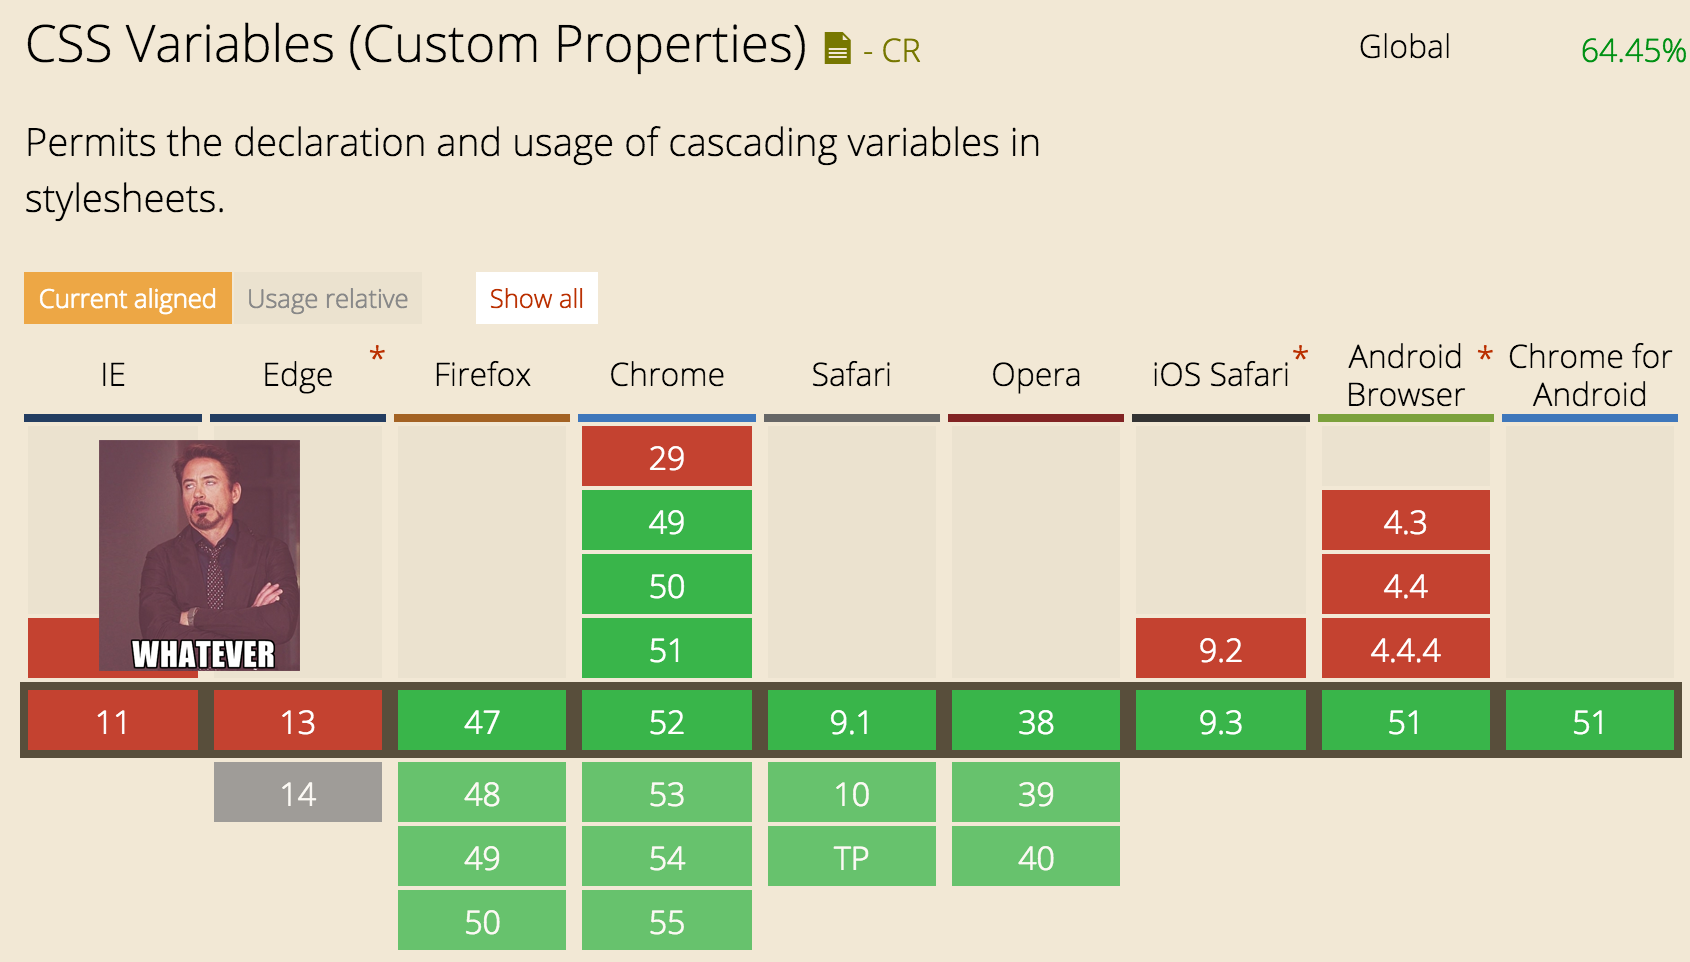 CSS Variables (Custom Properties) - CR
Global 64.45%
Permits the declaration and usage of cascading variables in
stylesheets.
Current aligned Usage relative Show all
IE Edge * Firefox Chrome Safari Opera iOS Safari * Android Browser * Chrome for Android
29
49 4.3
50 4.4
WHATEVER 51 9.2 4.4.4
11 13 47 52 9.1 38 9.3 51 51
14 48 53 10 39
49 54 TP 40
50 55